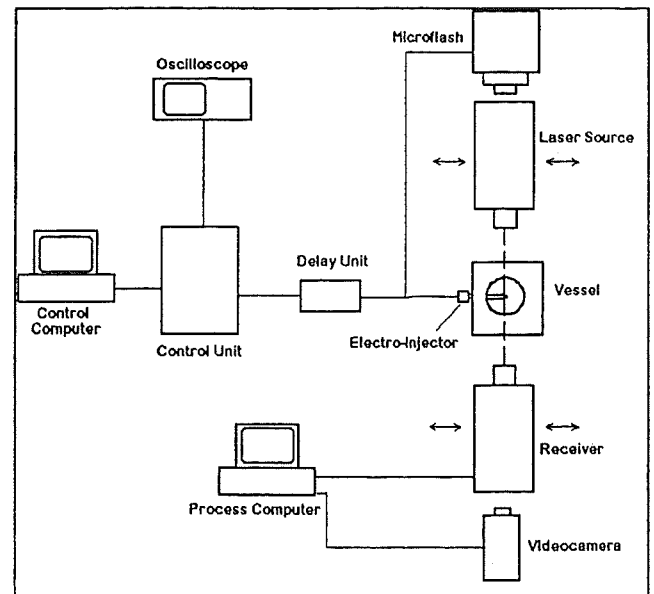 Microflash
Oscilloscope
Laser Source
Delay Unit
Vessel
Control
Computer
Control Unit
Electro-Injector
Receiver
Process Computer
Videocamera